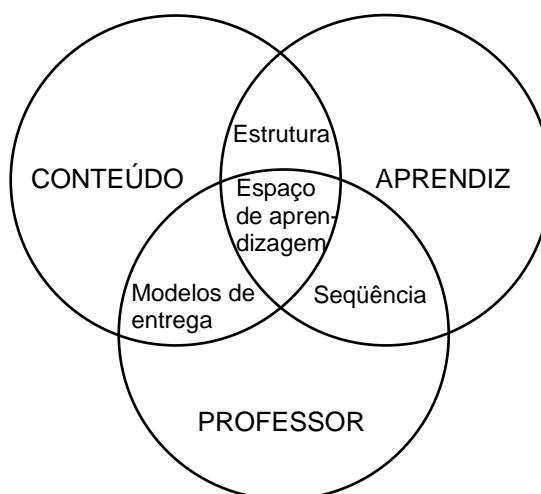 Estrutura
CONTEÚDO
APRENDIZ
Espaço
de apren-
dizagem
Modelos de
entrega
Seqüência
PROFESSOR